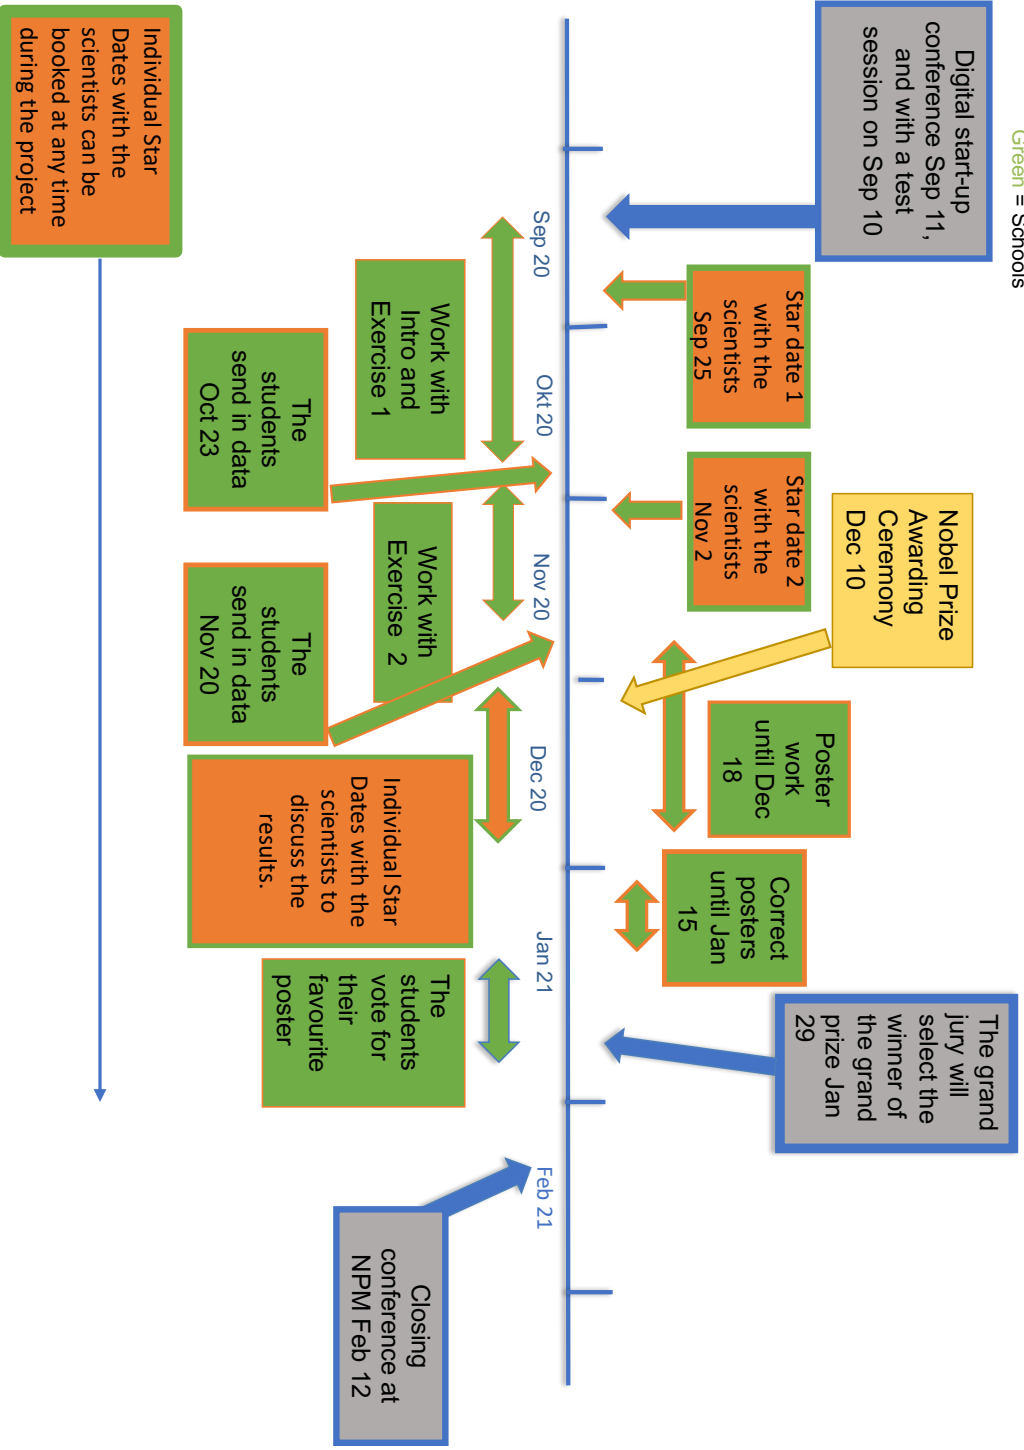 Green = Schools
Digital start-up
conference Sep 11,
and with a test
session on Sep 10
Star date 1
with the
scientists
Sep 25
Star date 2
with the
scientists
Nov 2
Nobel Prize
Awarding
Ceremony
Dec 10
Poster
work
until Dec
18
Correct
posters
until Jan
15
The grand
jury will
select the
winner of
the grand
prize Jan
29
Sep 20
Okt 20
Nov 20
Dec 20
Jan 21
Feb 21
Work with
Intro and
Exercise 1
The
students
send in data
Oct 23
Work with
Exercise 2
The
students
send in data
Nov 20
Individual Star
Dates with the
scientists to
discuss the
results.
The
students
vote for
their
favourite
poster
Closing
conference at
NPM Feb 12
Individual Star
Dates with the
scientists can be
booked at any time
during the project